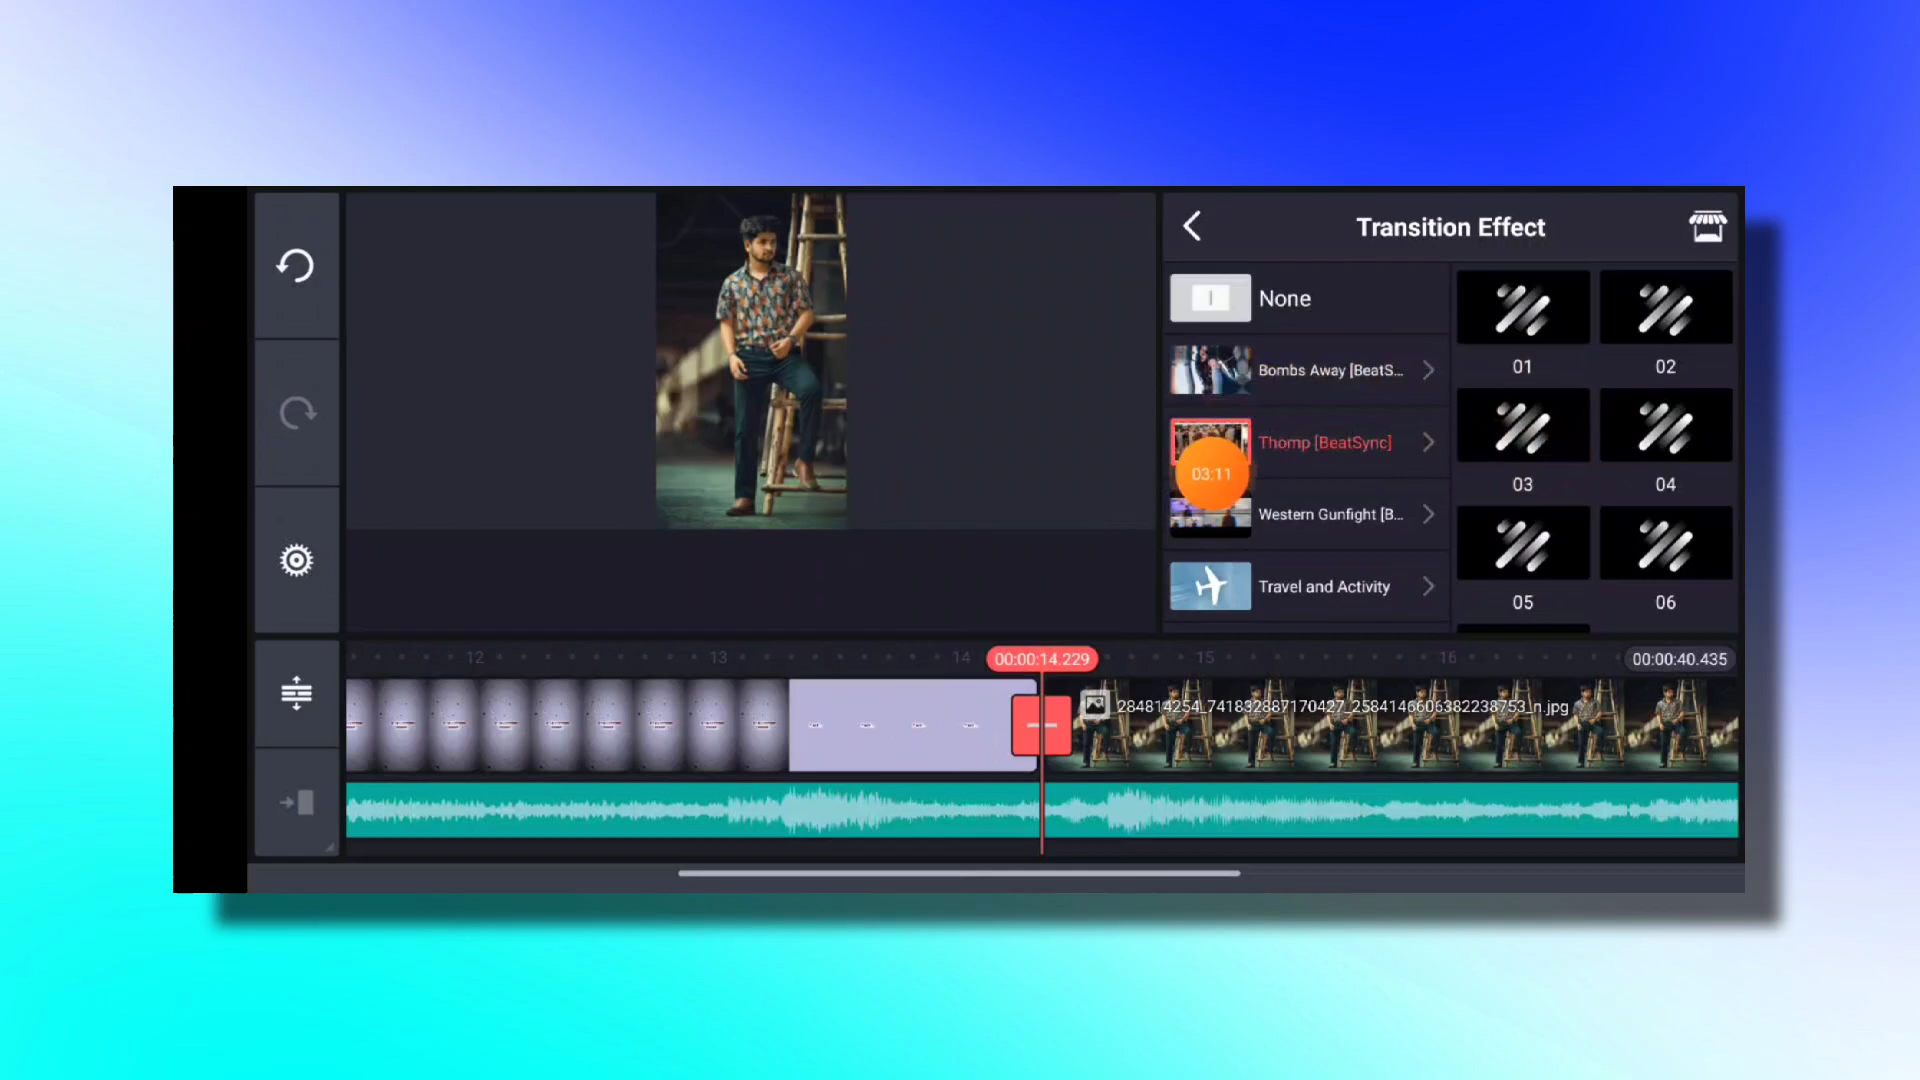 Transition Effect
None
Bombs Away [BeatS...
Thomp [BeatSync]
03:11
Western Gunfight [B...
Travel and Activity
01
02
03
04
05
06
12
13
14
00:00:14.229
15
16
00:00:40.435
284814254_741832887170427_2584146606382238753_n.jpg